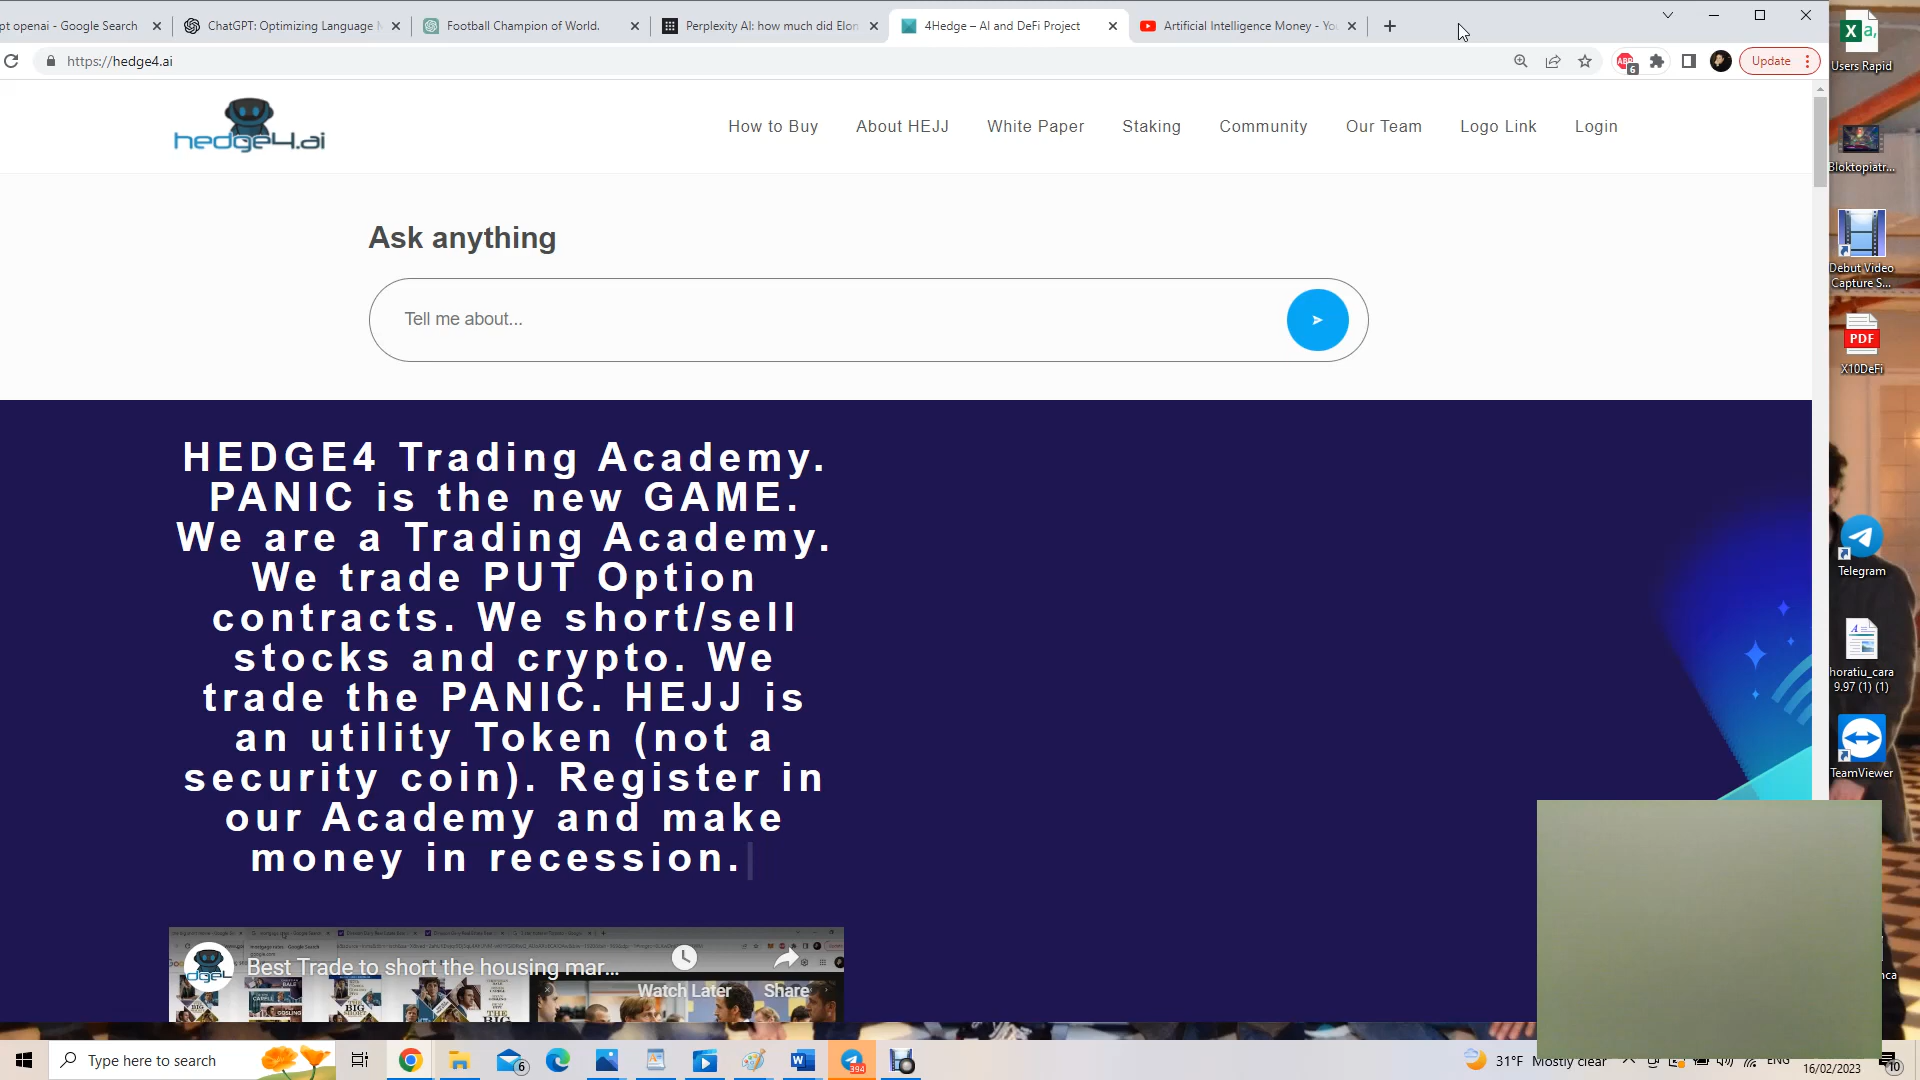 pt openai - Google Search
ChatGPT: Optimizing Language
Football Champion of World.
Perplexity AI: how much did Elon
4Hedge – AI and DeFi Project
Artificial Intelligence Money - You
https://hedge4.ai
6
Update
hedge4.ai
How to Buy
About HEJJ
White Paper
Staking
Community
Our Team
Logo Link
Login
Ask anything
Tell me about...
HEDGE4 Trading Academy.
PANIC is the new GAME.
We are a Trading Academy.
We trade PUT Option
contracts. We short/sell
stocks and crypto. We
trade the PANIC. HEJJ is
an utility Token (not a
security coin). Register in
our Academy and make
money in recession.
Best Trade to short the housing mar...
Watch Later
Share
Users Rapid
Bloktopiatr...
Debut Video
Capture S...
PDF
X10DeFi
Telegram
horatiu_cara
9.97 (1) (1)
TeamViewer
Type here to search
6
394
31°F Mostly clear
ENG
16/02/2023
10